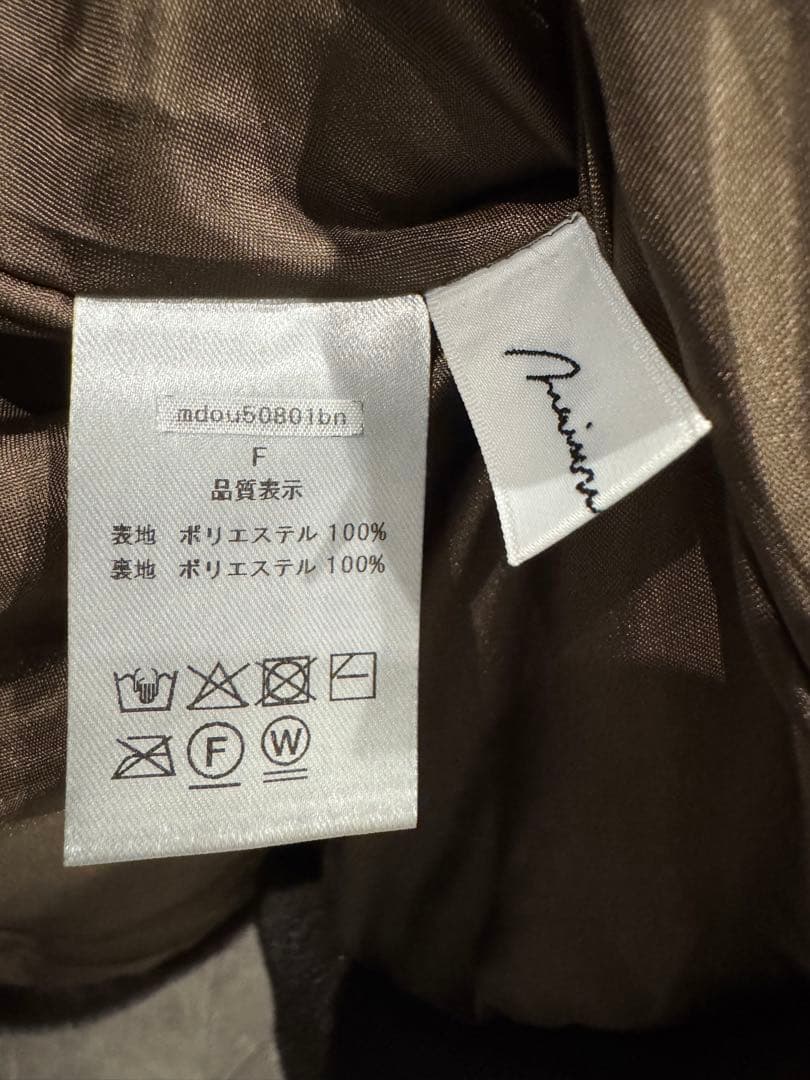 mdou50801bn
F
品質表示
表地 ポリエステル 100%
裏地 ポリエステル 100%
F
W